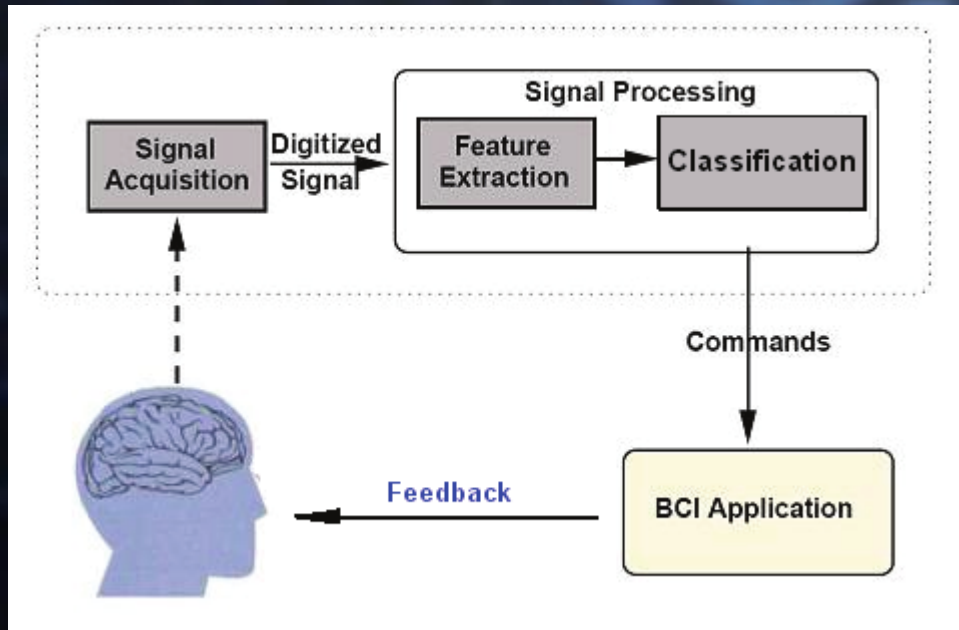 Signal Processing
Signal
Acquisition
Digitized
Signal
Feature
Extraction
Classification
Commands
Feedback
BCI Application